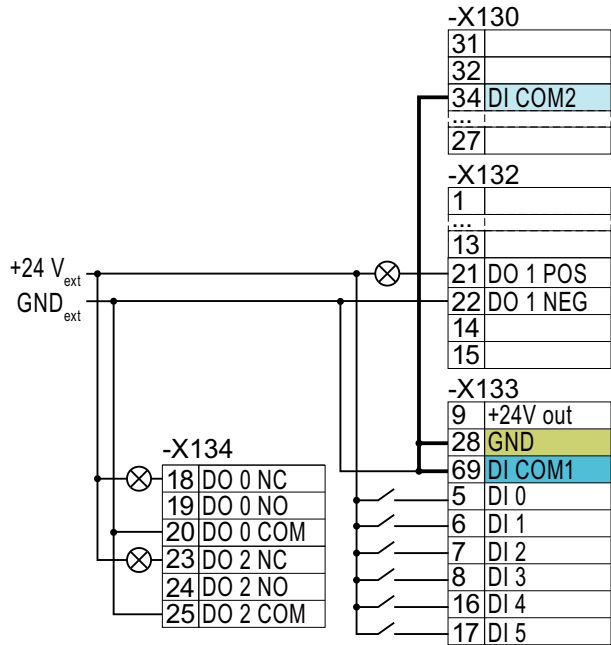 -X130
31
32
34 DI COM2
...
27
-X132
1
...
13
21 DO 1 POS
22 DO 1 NEG
14
15
+24 Vext
GNDext
-X133
9 +24V out
28 GND
69 DI COM1
5 DI 0
6 DI 1
7 DI 2
8 DI 3
16 DI 4
17 DI 5
-X134
18 DO 0 NC
19 DO 0 NO
20 DO 0 COM
23 DO 2 NC
24 DO 2 NO
25 DO 2 COM